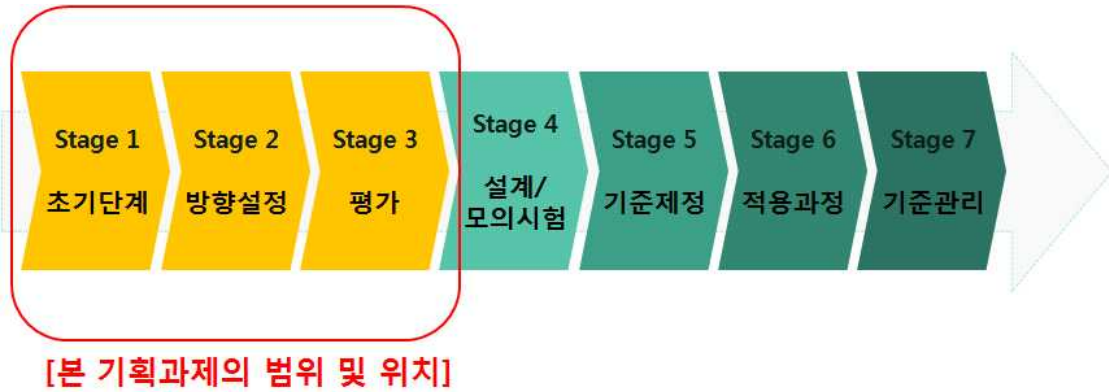 Stage 1
초기단계
Stage 2
방향설정
Stage 3
평가
Stage 4
설계/
모의시험
Stage 5
기준제정
Stage 6
적용과정
Stage 7
기준관리
[본 기획과제의 범위 및 위치]